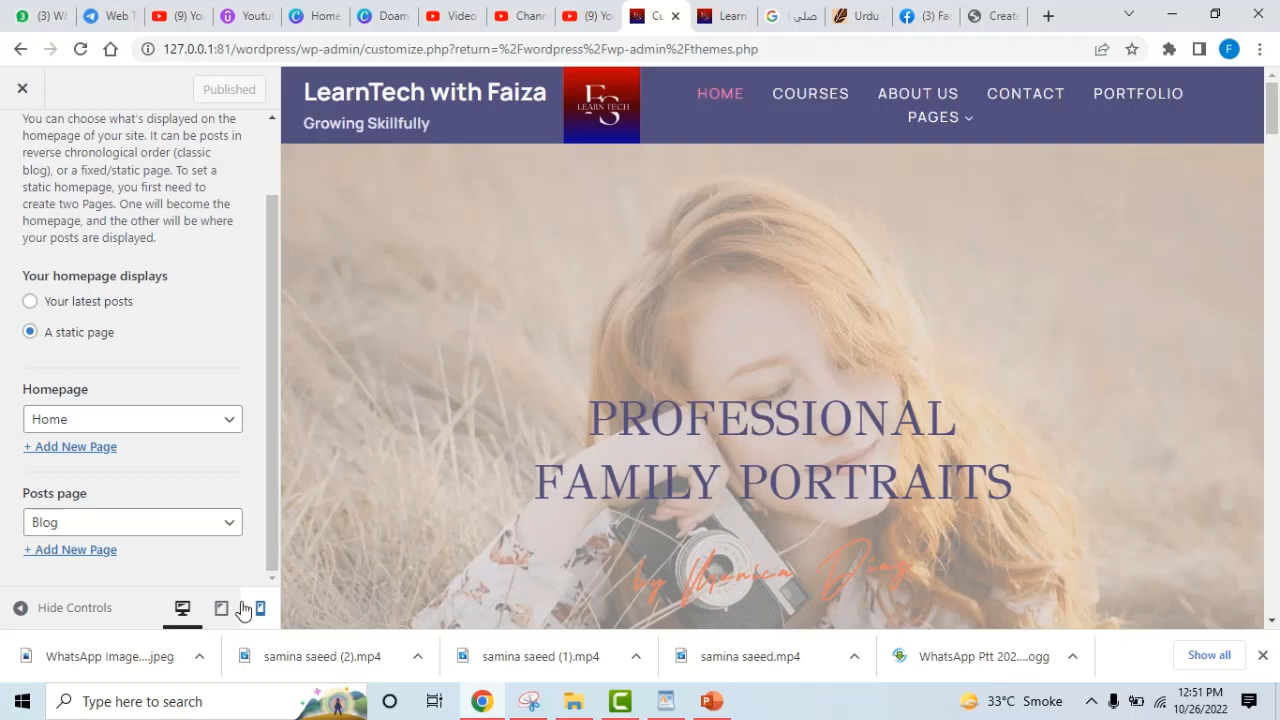 (9) W
Web T
Youtu
Home
Doam
Video
Chann
(9) Yo
Cu
Learn
صلی ا
Urdu
(3) Fa
Create
127.0.0.1:81/wordpress/wp-admin/customize.php?return=%2Fwordpress%2Fwp-admin%2Fthemes.php
F
Published
You can choose what's displayed on the
homepage of your site. It can be posts in
reverse chronological order (classic
blog), or a fixed/static page. To set a
static homepage, you first need to
create two Pages. One will become the
homepage, and the other will be where
your posts are displayed.
Your homepage displays
Your latest posts
A static page
Homepage
Home
+ Add New Page
Posts page
Blog
+ Add New Page
Hide Controls
LearnTech with Faiza
Growing Skillfully
FS
LEARN TECH
HOME
COURSES
ABOUT US
CONTACT
PORTFOLIO
PAGES
PROFESSIONAL
FAMILY PORTRAITS
by Monica Doug
WhatsApp Image....jpeg
samina saeed (2).mp4
samina saeed (1).mp4
samina saeed.mp4
WhatsApp Ptt 202....ogg
Show all
Type here to search
33°C Smoke
12:51 PM
10/26/2022